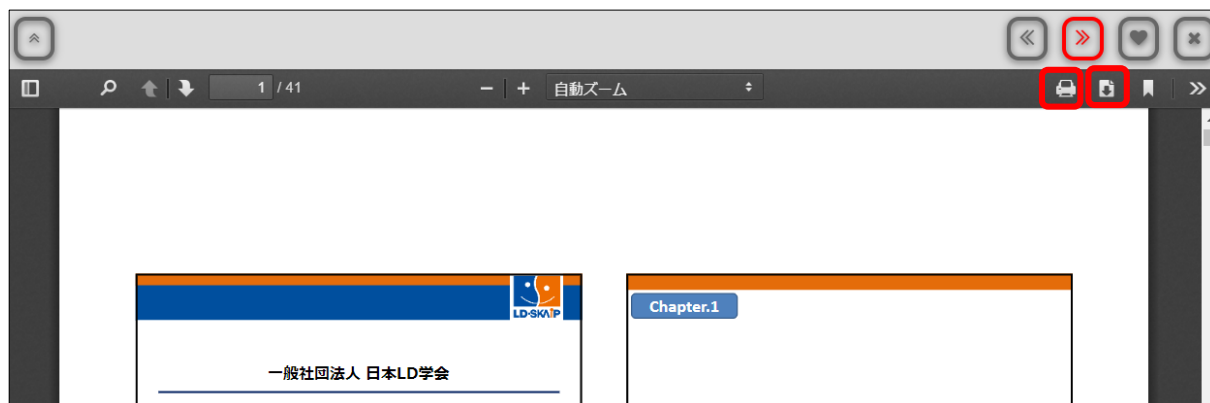 1 / 41
自動ズーム
LD-SKAIP
Chapter.1
一般社団法人 日本LD学会